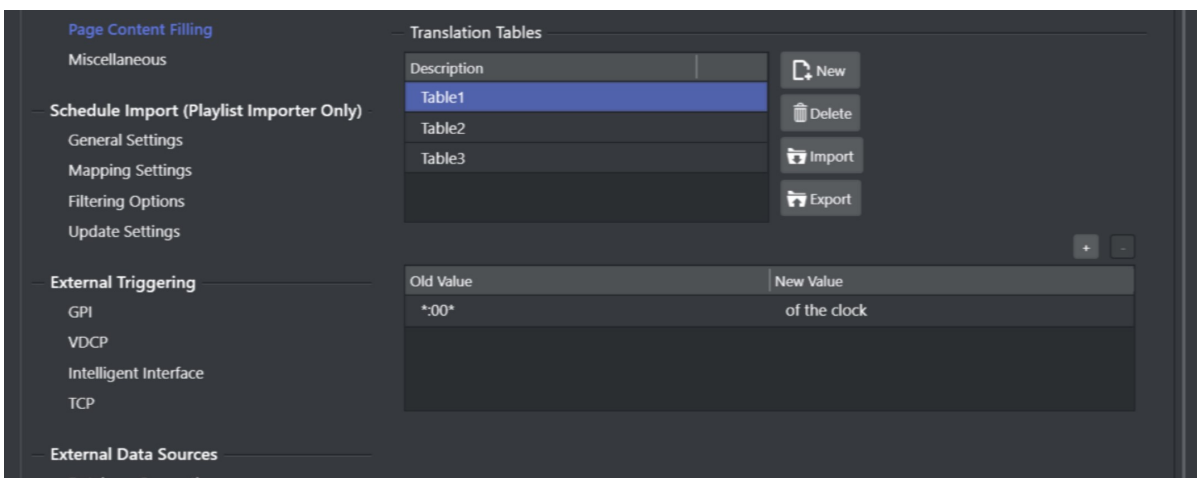 Page Content Filling
Miscellaneous
Schedule Import (Playlist Importer Only)
General Settings
Mapping Settings
Filtering Options
Update Settings
External Triggering
GPI
VDCP
Intelligent Interface
TCP
External Data Sources
Translation Tables
Description
Table1
Table2
Table3
New
Delete
Import
Export
+ -
Old Value New Value
*:00* of the clock